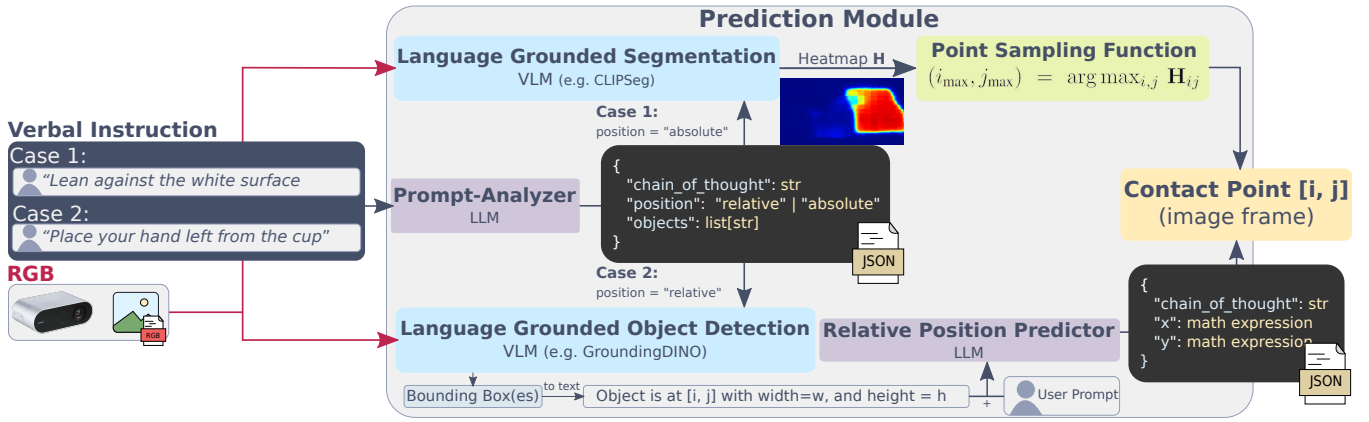 Prediction Module
Language Grounded Segmentation
VLM (e.g. CLIPSeg)
Heatmap H
Point Sampling Function
(i_max, j_max) = arg max_{i,j} H_{ij}
Case 1:
position = "absolute"
Verbal Instruction
Case 1:
“Lean against the white surface
Case 2:
“Place your hand left from the cup”
RGB
RGB
Prompt-Analyzer
LLM
{
"chain_of_thought": str
"position": "relative" | "absolute"
"objects": list[str]
}
JSON
Case 2:
position = "relative"
Contact Point [i, j]
(image frame)
Language Grounded Object Detection
VLM (e.g. GroundingDINO)
Relative Position Predictor
LLM
{
"chain_of_thought": str
"x": math expression
"y": math expression
}
JSON
Bounding Box(es)
to text
Object is at [i, j] with width=w, and height = h
+
User Prompt